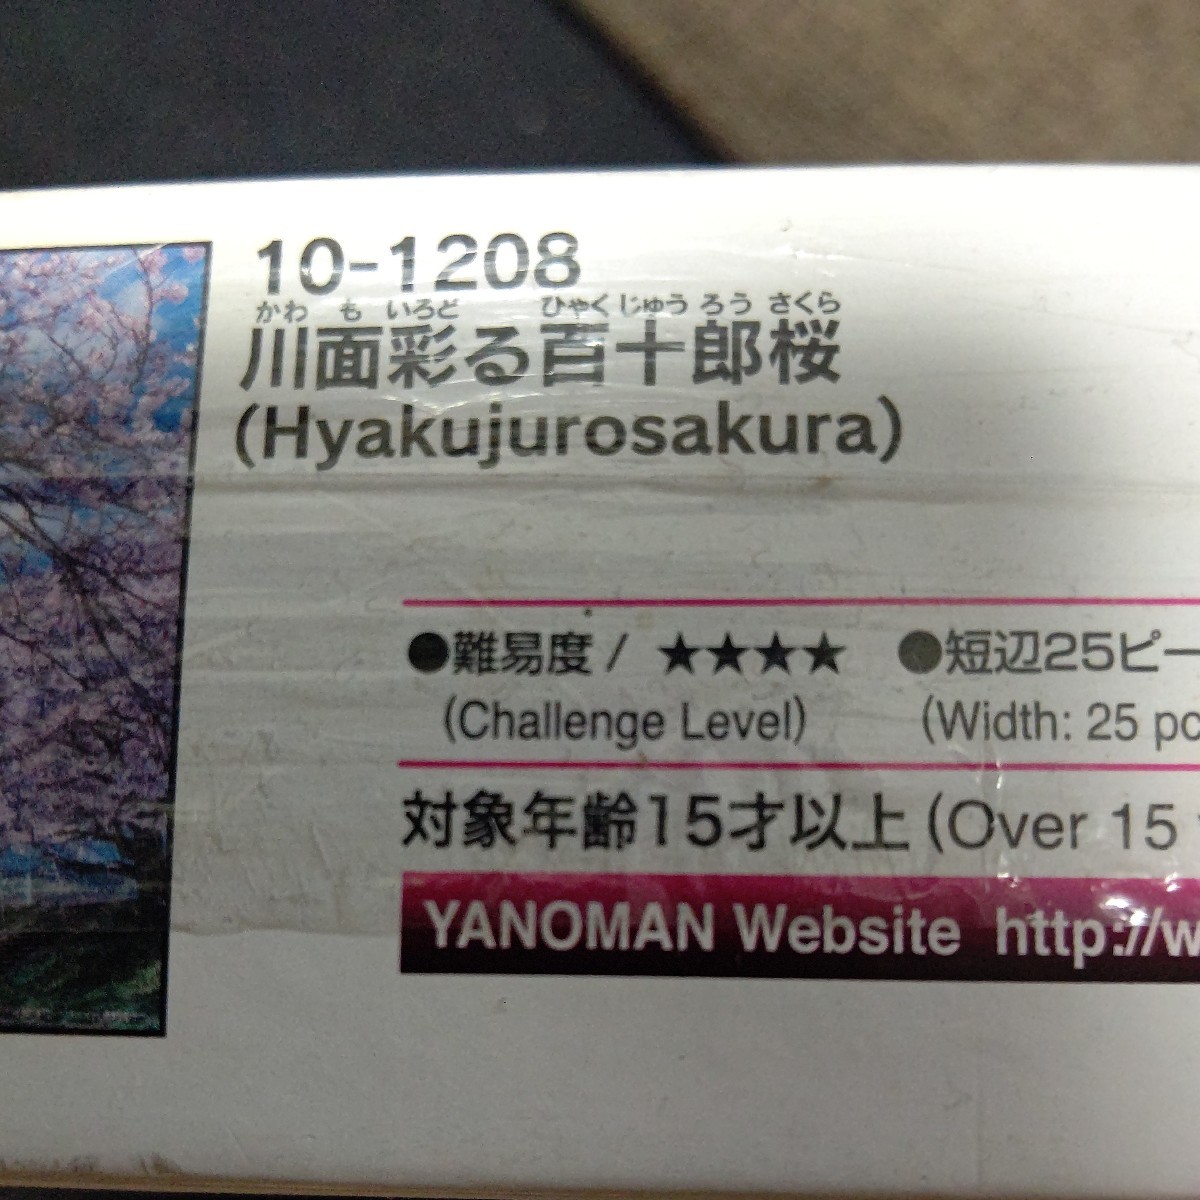 10-1208
かわ も いろど ひゃくじゅうろうさくら
川面彩る百十郎桜
(Hyakujurosakura)
●難易度/ ★★★★ ●短辺25ピー
(Challenge Level) (Width: 25 pc
対象年齢15才以上(Over 15
YANOMAN Website http://w